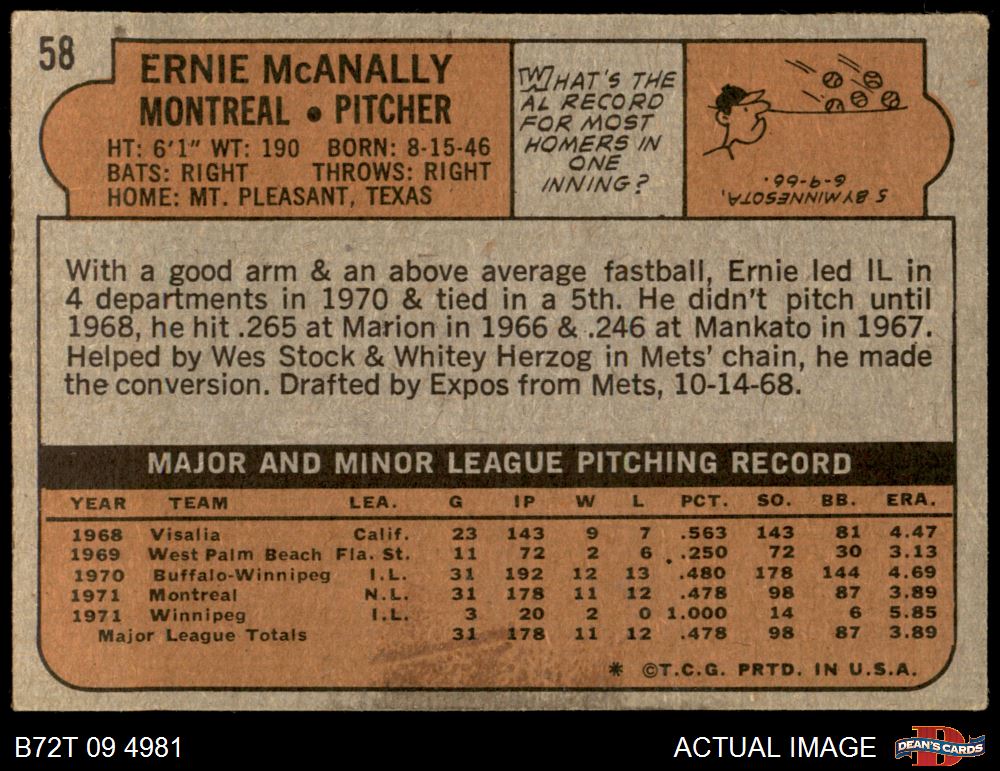 58
ERNIE McANALLY
MONTREAL • PITCHER
HT: 6'1" WT: 190 BORN: 8-15-46
BATS: RIGHT THROWS: RIGHT
HOME: MT. PLEASANT, TEXAS
WHAT'S THE
AL RECORD
FOR MOST
HOMERS IN
ONE
INNING?
5 BY MINNESOTA,
6-9-66.
With a good arm & an above average fastball, Ernie led IL in
4 departments in 1970 & tied in a 5th. He didn't pitch until
1968, he hit .265 at Marion in 1966 & .246 at Mankato in 1967.
Helped by Wes Stock & Whitey Herzog in Mets' chain, he made
the conversion. Drafted by Expos from Mets, 10-14-68.
MAJOR AND MINOR LEAGUE PITCHING RECORD
YEAR TEAM LEA. G IP W L PCT. SO. BB. ERA.
1968 Visalia Calif. 23 143 9 7 .563 143 81 4.47
1969 West Palm Beach Fla. St. 11 72 2 6 .250 72 30 3.13
1970 Buffalo-Winnipeg I.L. 31 192 12 13 .480 178 144 4.69
1971 Montreal N.L. 31 178 11 12 .478 98 87 3.89
1971 Winnipeg I.L. 3 20 2 0 1.000 14 6 5.85
Major League Totals 31 178 11 12 .478 98 87 3.89
* ©T.C.G. PRTD. IN U.S.A.
B72T 09 4981
ACTUAL IMAGE
D
DEAN'S CARDS